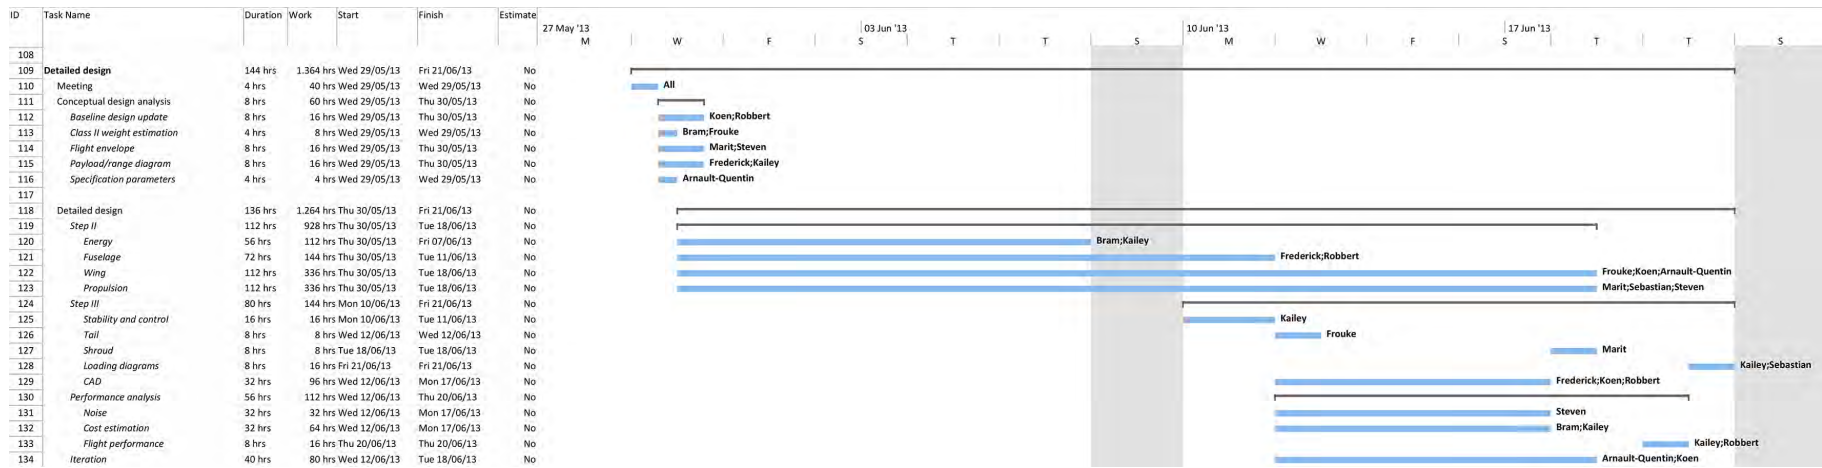 ID Task Name Duration Work Start Finish Estimate
27 May '13 03 Jun '13 10 Jun '13 17 Jun '13
M W F S T T S M W F S T T S
108
109 Detailed design 144 hrs 1.364 hrs Wed 29/05/13 Fri 21/06/13 No
110 Meeting 4 hrs 40 hrs Wed 29/05/13 Wed 29/05/13 No All
111 Conceptual design analysis 8 hrs 60 hrs Wed 29/05/13 Thu 30/05/13 No
112 Baseline design update 8 hrs 16 hrs Wed 29/05/13 Thu 30/05/13 No Koen;Robbert
113 Class II weight estimation 4 hrs 8 hrs Wed 29/05/13 Wed 29/05/13 No Bram;Frouke
114 Flight envelope 8 hrs 16 hrs Wed 29/05/13 Thu 30/05/13 No Marit;Steven
115 Payload/range diagram 8 hrs 16 hrs Wed 29/05/13 Thu 30/05/13 No Frederick;Kailey
116 Specification parameters 4 hrs 4 hrs Wed 29/05/13 Wed 29/05/13 No Arnault-Quentin
117
118 Detailed design 136 hrs 1.264 hrs Thu 30/05/13 Fri 21/06/13 No
119 Step II 112 hrs 928 hrs Thu 30/05/13 Tue 18/06/13 No
120 Energy 56 hrs 112 hrs Thu 30/05/13 Fri 07/06/13 No Bram;Kailey
121 Fuselage 72 hrs 144 hrs Thu 30/05/13 Tue 11/06/13 No Frederick;Robbert
122 Wing 112 hrs 336 hrs Thu 30/05/13 Tue 18/06/13 No Frouke;Koen;Arnault-Quentin
123 Propulsion 112 hrs 336 hrs Thu 30/05/13 Tue 18/06/13 No Marit;Sebastian;Steven
124 Step III 80 hrs 144 hrs Mon 10/06/13 Fri 21/06/13 No
125 Stability and control 16 hrs 16 hrs Mon 10/06/13 Tue 11/06/13 No Kailey
126 Tail 8 hrs 8 hrs Wed 12/06/13 Wed 12/06/13 No Frouke
127 Shroud 8 hrs 8 hrs Tue 18/06/13 Tue 18/06/13 No Marit
128 Loading diagrams 8 hrs 16 hrs Fri 21/06/13 Fri 21/06/13 No Kailey;Sebastian
129 CAD 32 hrs 96 hrs Wed 12/06/13 Mon 17/06/13 No Frederick;Koen;Robbert
130 Performance analysis 56 hrs 112 hrs Wed 12/06/13 Thu 20/06/13 No
131 Noise 32 hrs 32 hrs Wed 12/06/13 Mon 17/06/13 No Steven
132 Cost estimation 32 hrs 64 hrs Wed 12/06/13 Mon 17/06/13 No Bram;Kailey
133 Flight performance 8 hrs 16 hrs Thu 20/06/13 Thu 20/06/13 No Kailey;Robbert
134 Iteration 40 hrs 80 hrs Wed 12/06/13 Tue 18/06/13 No Arnault-Quentin;Koen